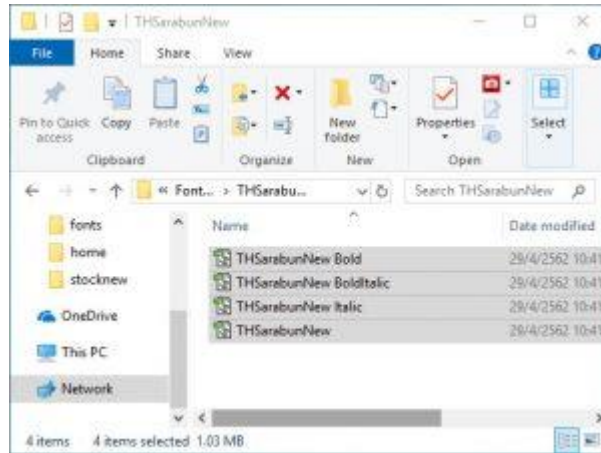 THSarabunNew
File Home Share View
Pin to Quick access
Copy
Paste
New folder
Properties
Select
Clipboard Organize New Open
« Font... › THSarabu...
Search THSarabunNew
Name Date modified
fonts
home
stocknew
OneDrive
This PC
Network
THSarabunNew Bold 29/4/2562 10:41
THSarabunNew BoldItalic 29/4/2562 10:41
THSarabunNew Italic 29/4/2562 10:41
THSarabunNew 29/4/2562 10:41
4 items 4 items selected 1.03 MB